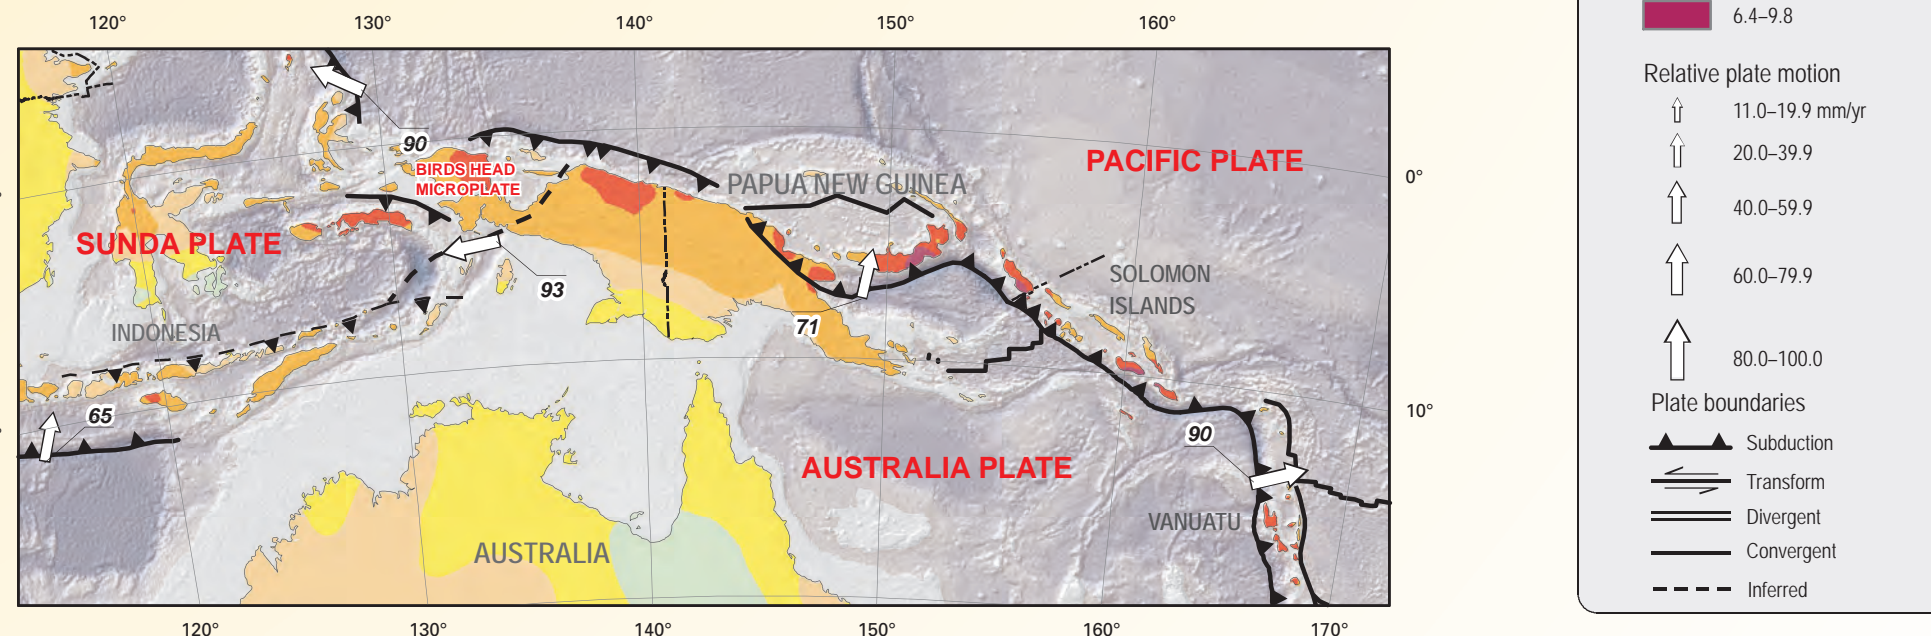 120°
130°
140°
150°
160°
90
BIRDS HEAD
MICROPLATE
PACIFIC PLATE
PAPUA NEW GUINEA
0°
SUNDA PLATE
93
SOLOMON
ISLANDS
INDONESIA
71
65
10°
90
AUSTRALIA PLATE
VANUATU
AUSTRALIA
120°
130°
140°
150°
160°
170°
6.4–9.8
Relative plate motion
11.0–19.9 mm/yr
20.0–39.9
40.0–59.9
60.0–79.9
80.0–100.0
Plate boundaries
Subduction
Transform
Divergent
Convergent
Inferred